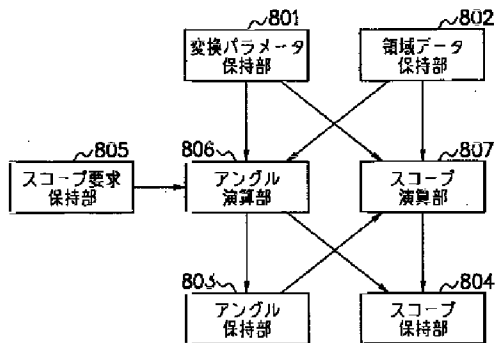 801
変換パラメータ
保持部
802
領域データ
保持部
805
スコープ要求
保持部
806
アングル
演算部
807
スコープ
演算部
803
アングル
保持部
804
スコープ
保持部